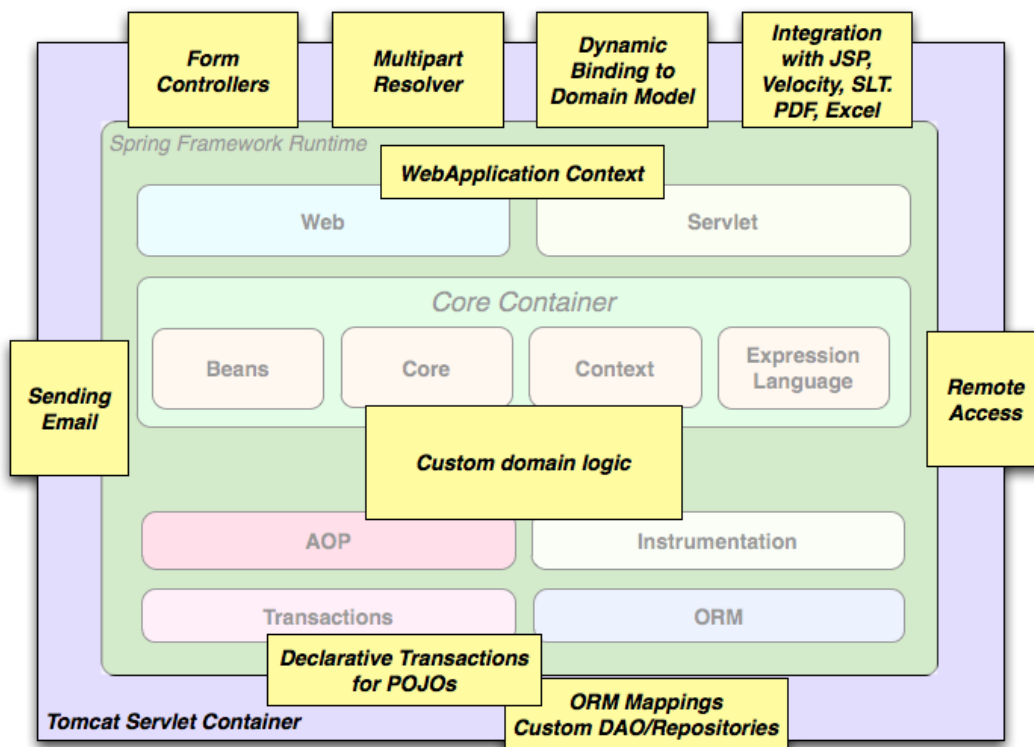 Form
Controllers
Multipart
Resolver
Dynamic
Binding to
Domain Model
Integration
with JSP,
Velocity, SLT.
PDF, Excel
Spring Framework Runtime
WebApplication Context
Web
Servlet
Core Container
Beans
Core
Context
Expression
Language
Sending
Email
Remote
Access
Custom domain logic
AOP
Instrumentation
Transactions
ORM
Declarative Transactions
for POJOs
ORM Mappings
Custom DAO/Repositories
Tomcat Servlet Container